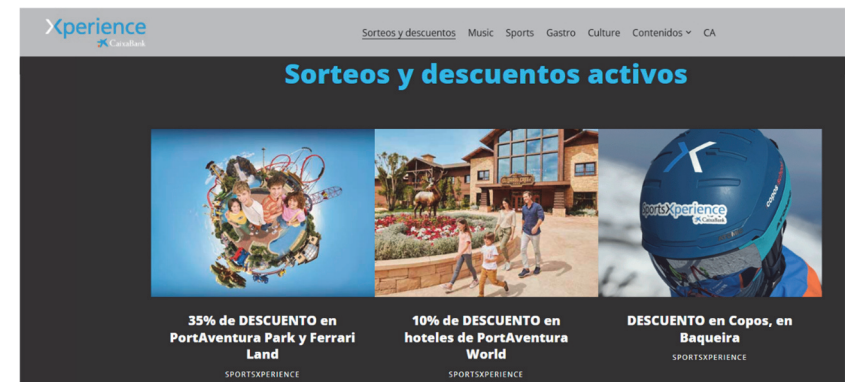 Xperience
CaixaBank
Sorteos y descuentos Music Sports Gastro Culture Contenidos CA
Sorteos y descuentos activos
SportsXperience
CaixaBank
copos
35% de DESCUENTO en
PortAventura Park y Ferrari
Land
SPORTSXPERIENCE
10% de DESCUENTO en
hoteles de PortAventura
World
SPORTSXPERIENCE
DESCUENTO en Copos, en
Baqueira
SPORTSXPERIENCE